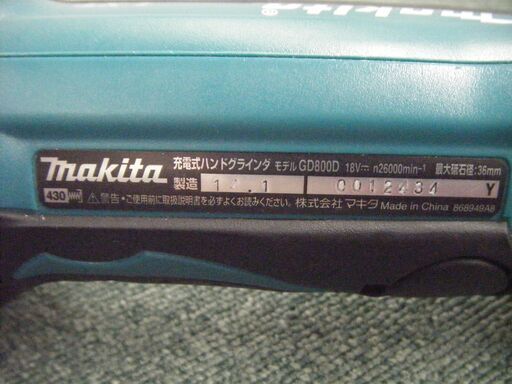 makita
makita 充電式ハンドグラインダ モデル GD800D 18V n26000min-1 最大砥石径:36mm
製造 1 .1 0012434 Y
430 警告・ご使用前に取扱説明書を必ずよくお読みください。 株式会社 マキタ Made in China 868949A8